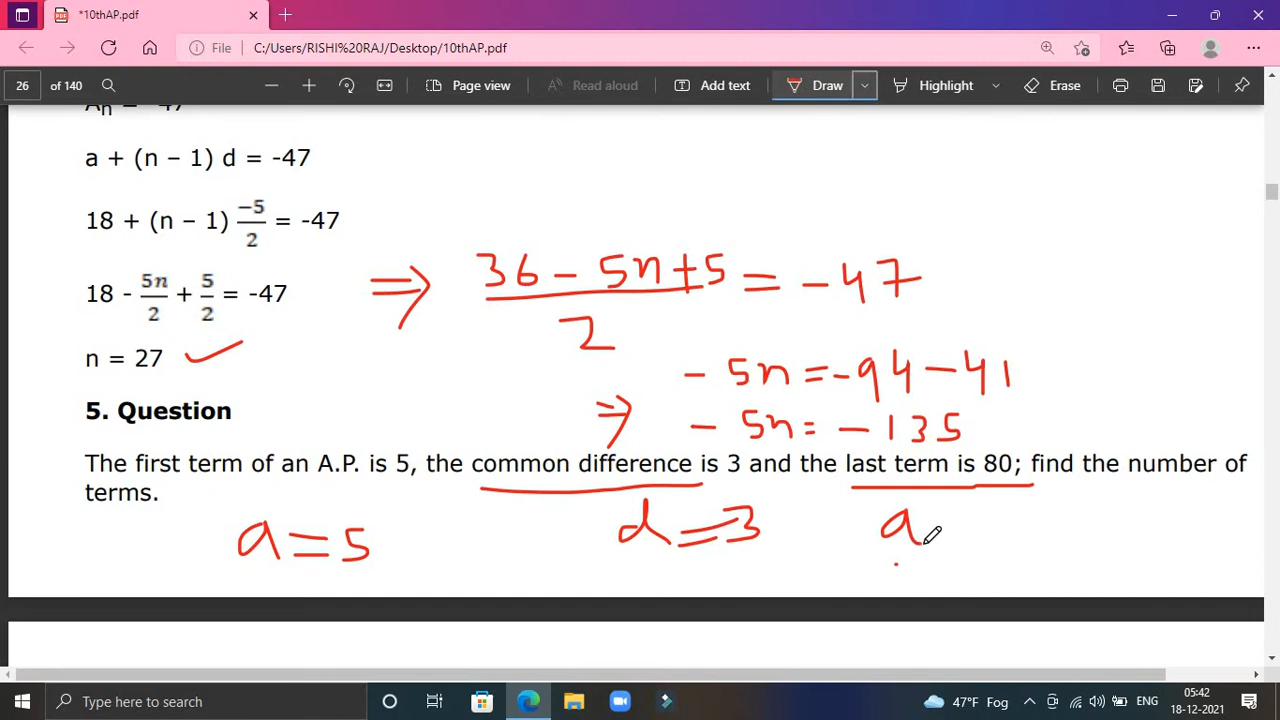 *10thAP.pdf
File C:/Users/RISHI%20RAJ/Desktop/10thAP.pdf
26 of 140 Page view Read aloud Add text Draw Highlight Erase
An = -47
a + (n − 1) d = -47
18 + (n − 1) −5/2 = -47
18 - 5n/2 + 5/2 = -47
⇒ 36 − 5n + 5 / 2 = − 47
n = 27 ✓
− 5n = − 94 − 41
5. Question
⇒ − 5n = − 135
The first term of an A.P. is 5, the common difference is 3 and the last term is 80; find the number of
terms.
a = 5 d = 3 a
Type here to search 47°F Fog 05:42
18-12-2021